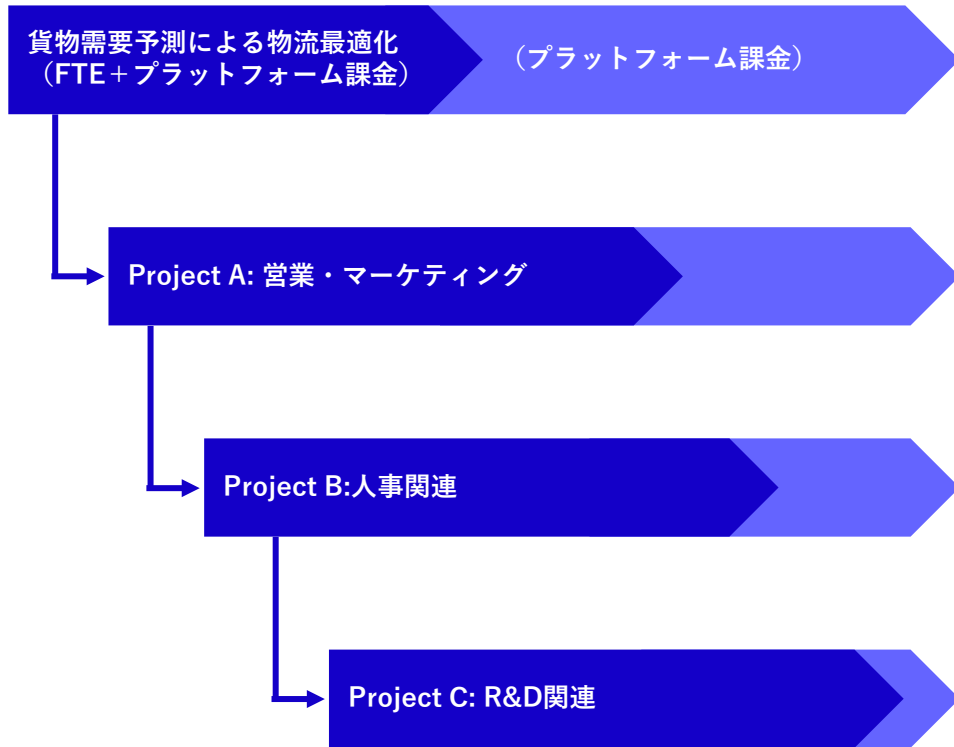 貨物需要予測による物流最適化
（FTE＋プラットフォーム課金）
（プラットフォーム課金）
Project A: 営業・マーケティング
Project B:人事関連
Project C: R&D関連